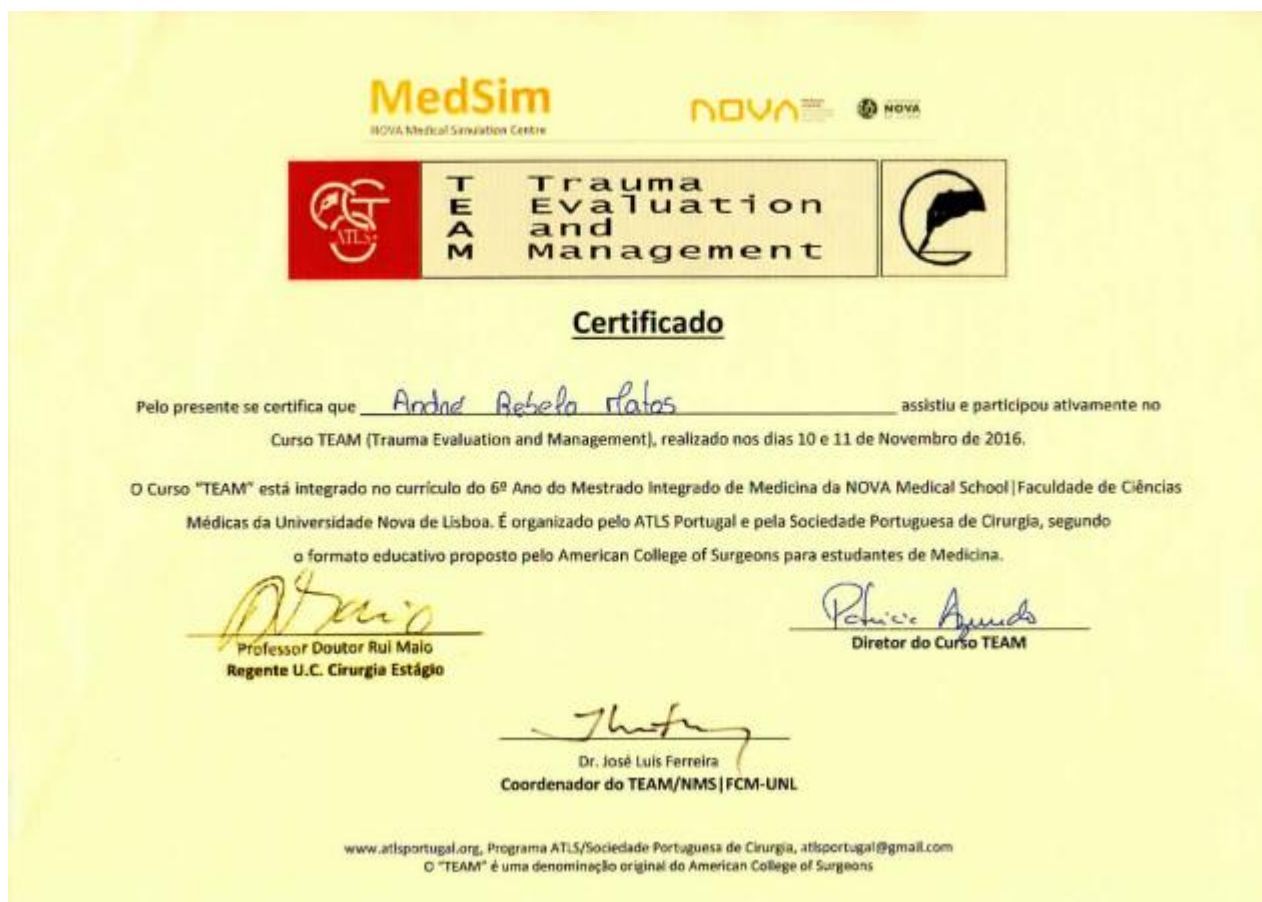 MedSim
NOVA Medical Simulation Centre
NOVA
NOVA
ATLS
TEAM
Trauma
Evaluation
and
Management
Certificado
Pelo presente se certifica que André Rebelo Matos assistiu e participou ativamente no
Curso TEAM (Trauma Evaluation and Management), realizado nos dias 10 e 11 de Novembro de 2016.
O Curso "TEAM" está integrado no currículo do 6º Ano do Mestrado Integrado de Medicina da NOVA Medical School|Faculdade de Ciências
Médicas da Universidade Nova de Lisboa. É organizado pelo ATLS Portugal e pela Sociedade Portuguesa de Cirurgia, segundo
o formato educativo proposto pelo American College of Surgeons para estudantes de Medicina.
Professor Doutor Rui Maio
Regente U.C. Cirurgia Estágio
Patrícia Azevedo
Diretor do Curso TEAM
Dr. José Luís Ferreira
Coordenador do TEAM/NMS|FCM-UNL
www.atlsportugal.org, Programa ATLS/Sociedade Portuguesa de Cirurgia, atlsportugal@gmail.com
O "TEAM" é uma denominação original do American College of Surgeons